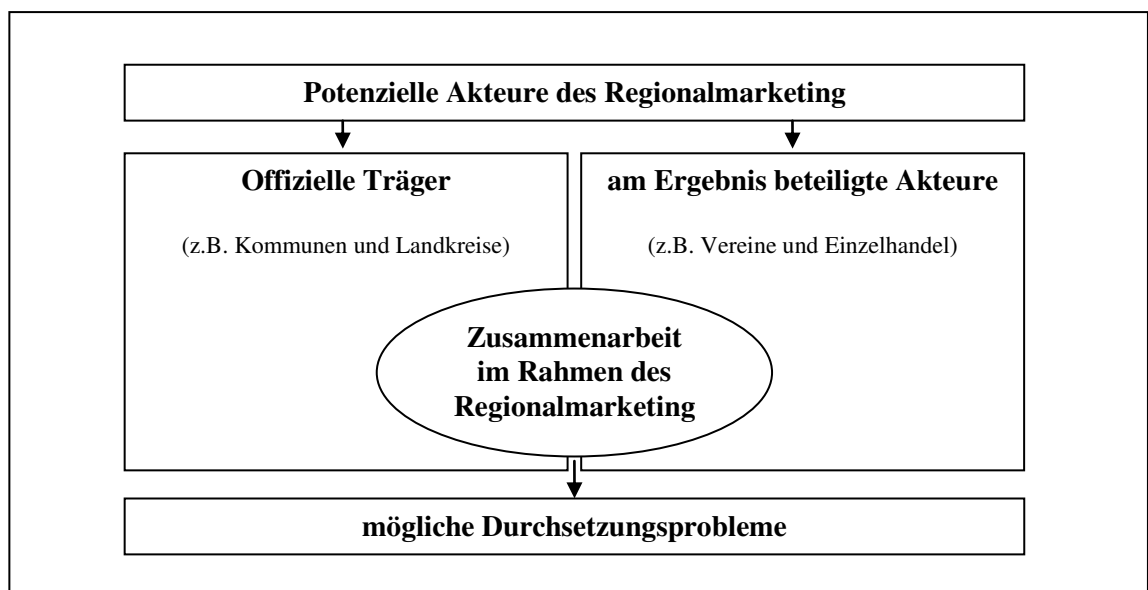 Potenzielle Akteure des Regionalmarketing
Offizielle Träger
(z.B. Kommunen und Landkreise)
am Ergebnis beteiligte Akteure
(z.B. Vereine und Einzelhandel)
Zusammenarbeit
im Rahmen des
Regionalmarketing
mögliche Durchsetzungsprobleme